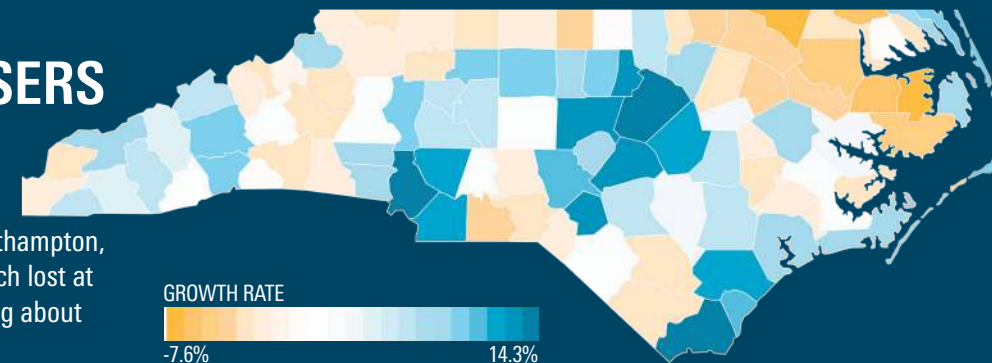 SERS
thampton,
ch lost at
g about
GROWTH RATE
-7.6% 14.3%